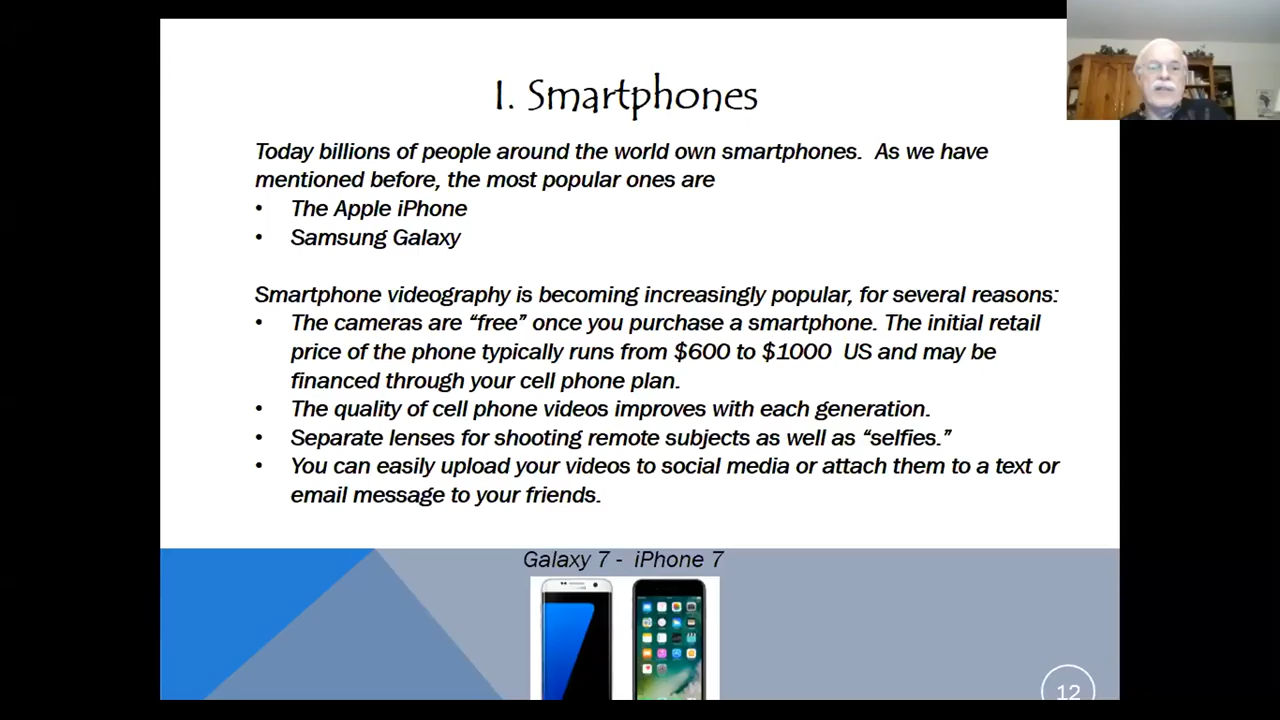 I. Smartphones
Today billions of people around the world own smartphones.  As we have
mentioned before, the most popular ones are
• The Apple iPhone
• Samsung Galaxy
Smartphone videography is becoming increasingly popular, for several reasons:
• The cameras are “free” once you purchase a smartphone. The initial retail
price of the phone typically runs from $600 to $1000  US and may be
financed through your cell phone plan.
• The quality of cell phone videos improves with each generation.
• Separate lenses for shooting remote subjects as well as “selfies.”
• You can easily upload your videos to social media or attach them to a text or
email message to your friends.
Galaxy 7 -  iPhone 7
12